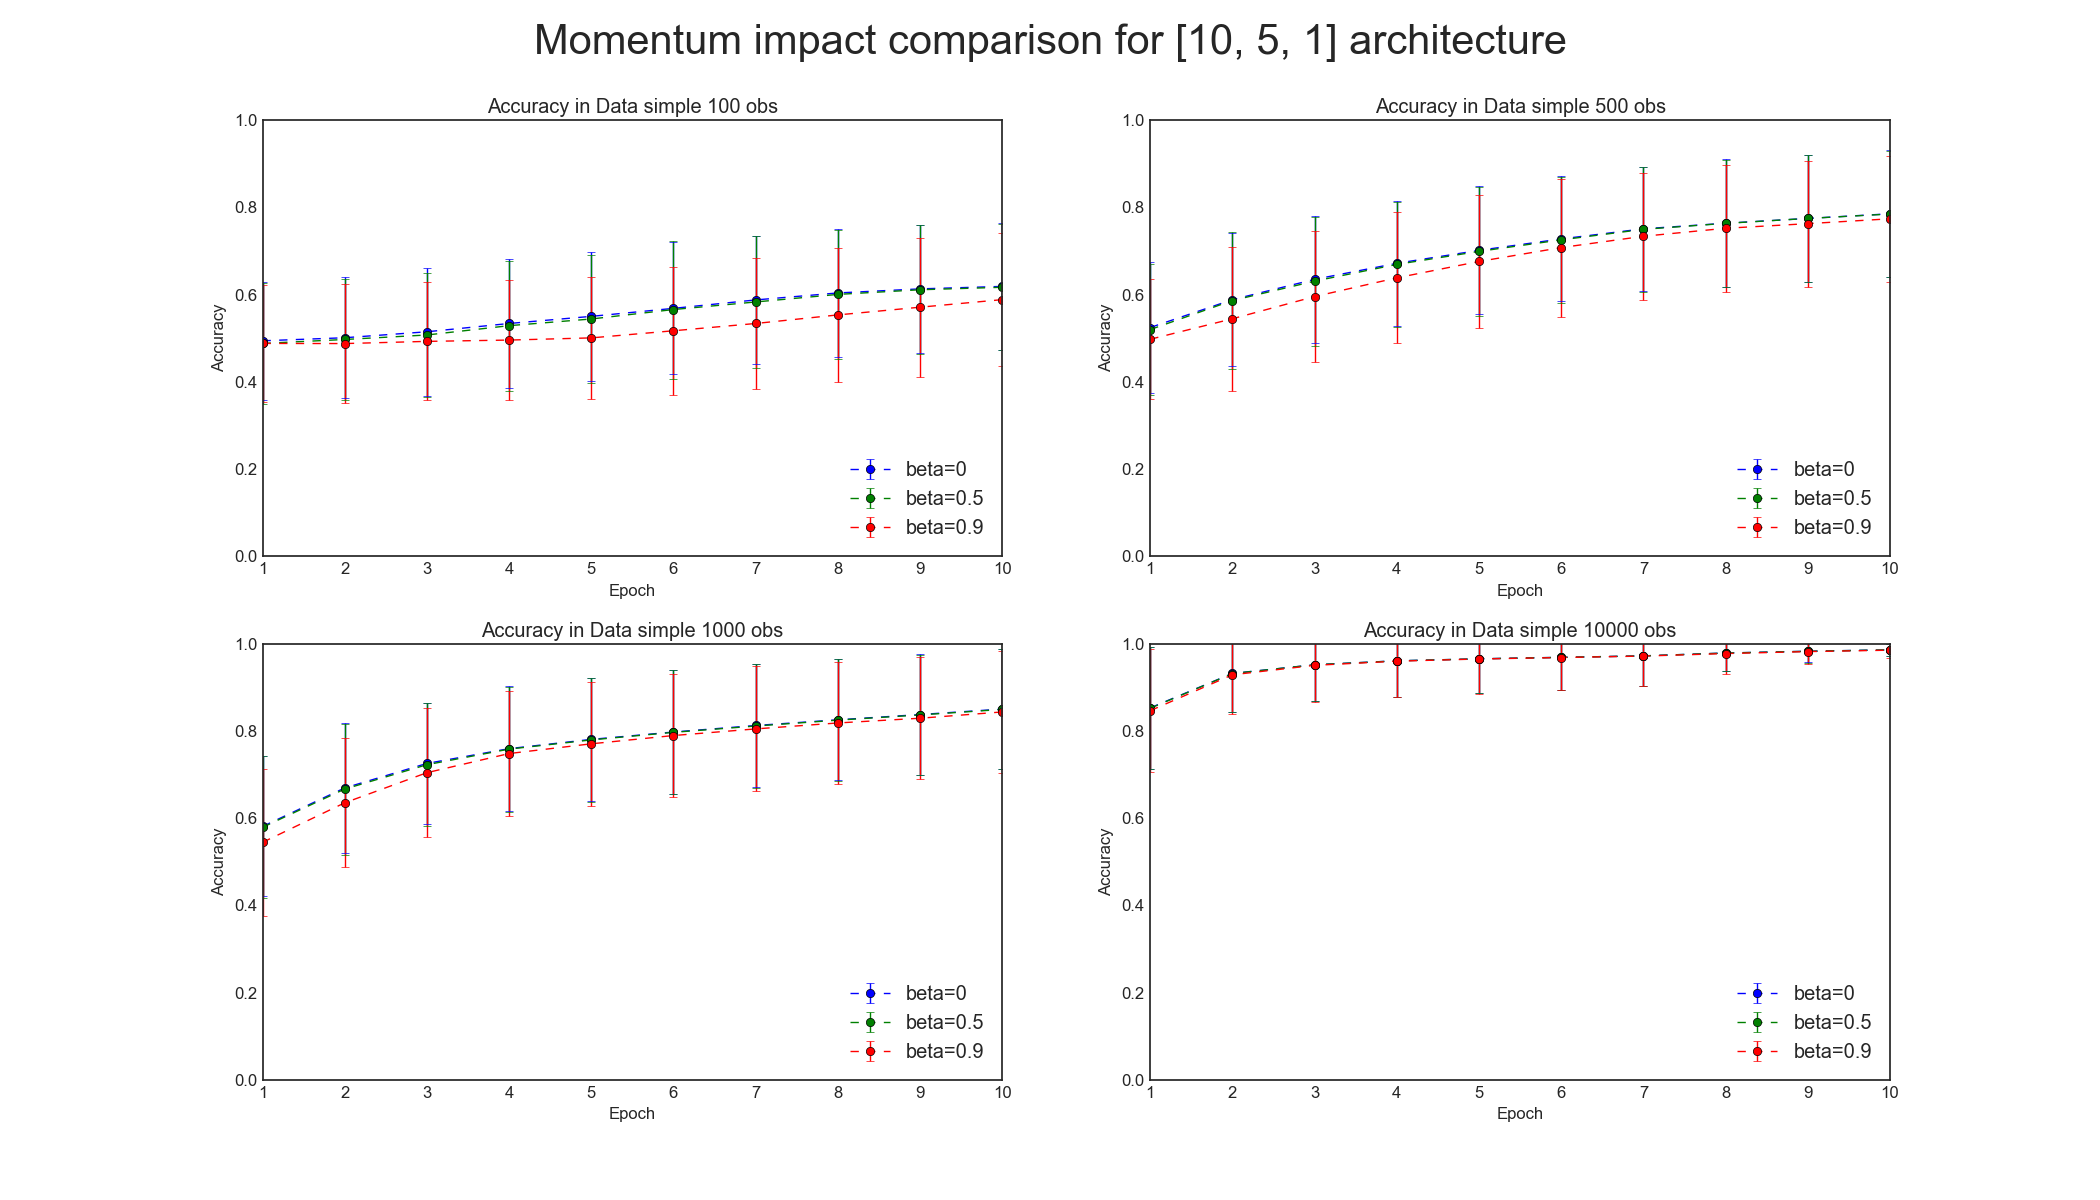 Momentum impact comparison for [10, 5, 1] architecture
Accuracy in Data simple 100 obs
Accuracy
1.0
0.8
0.6
0.4
0.2
0.0
beta=0
beta=0.5
beta=0.9
1 2 3 4 5 6 7 8 9 10
Epoch
Accuracy in Data simple 500 obs
Accuracy
1.0
0.8
0.6
0.4
0.2
0.0
beta=0
beta=0.5
beta=0.9
1 2 3 4 5 6 7 8 9 10
Epoch
Accuracy in Data simple 1000 obs
Accuracy
1.0
0.8
0.6
0.4
0.2
0.0
beta=0
beta=0.5
beta=0.9
1 2 3 4 5 6 7 8 9 10
Epoch
Accuracy in Data simple 10000 obs
Accuracy
1.0
0.8
0.6
0.4
0.2
0.0
beta=0
beta=0.5
beta=0.9
1 2 3 4 5 6 7 8 9 10
Epoch